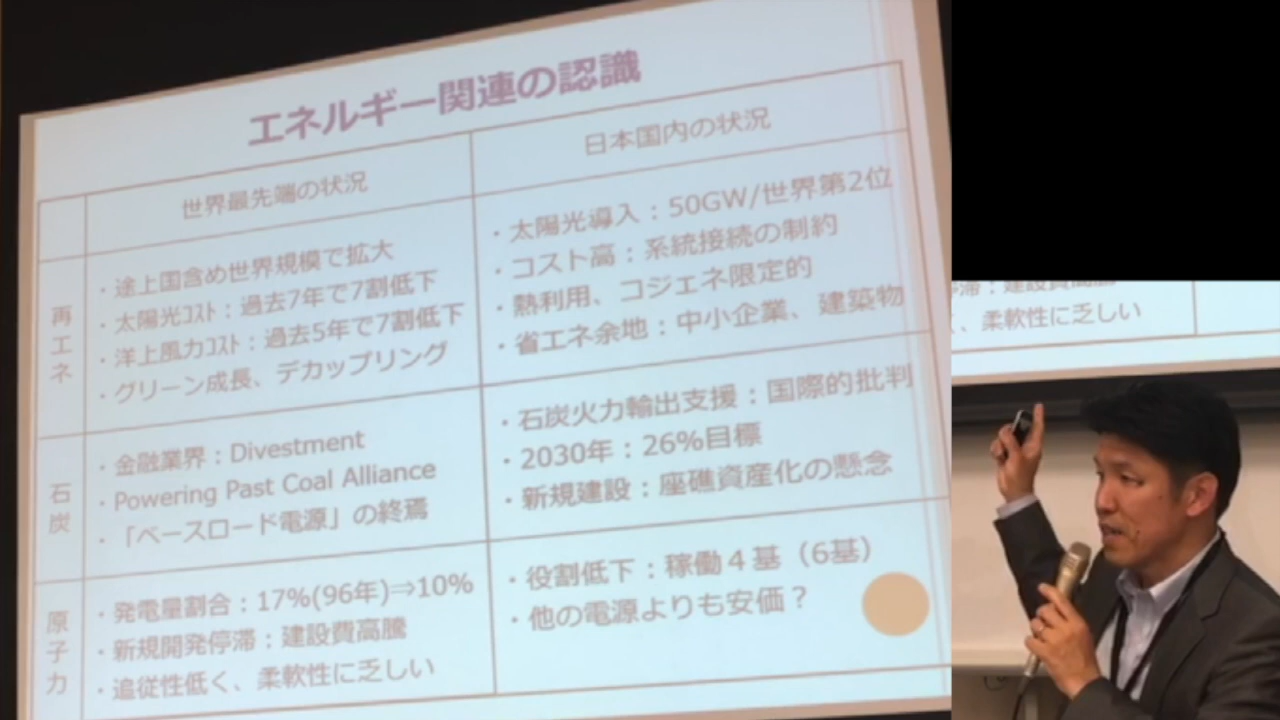 エネルギー関連の認識
世界最先端の状況
日本国内の状況
再エネ
・途上国含め世界規模で拡大
・太陽光ｺｽﾄ：過去7年で7割低下
・洋上風力ｺｽﾄ：過去5年で7割低下
・グリーン成長、デカップリング
・太陽光導入：50GW/世界第2位
・コスト高：系統接続の制約
・熱利用、コジェネ限定的
・省エネ余地：中小企業、建築物
石炭
・金融業界：Divestment
・Powering Past Coal Alliance
・「ベースロード電源」の終焉
・石炭火力輸出支援：国際的批判
・2030年：26%目標
・新規建設：座礁資産化の懸念
原子力
・発電量割合：17%(96年)⇒10%
・新規開発停滞：建設費高騰
・追従性低く、柔軟性に乏しい
・役割低下：稼働４基（6基）
・他の電源よりも安価？
滞：建設費高騰
、柔軟性に乏しい